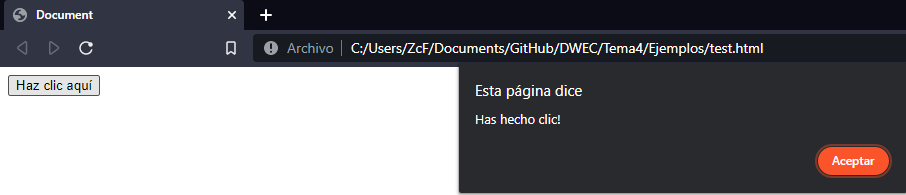 Document
Archivo C:/Users/ZcF/Documents/GitHub/DWEC/Tema4/Ejemplos/test.html
Haz clic aquí
Esta página dice
Has hecho clic!
Aceptar